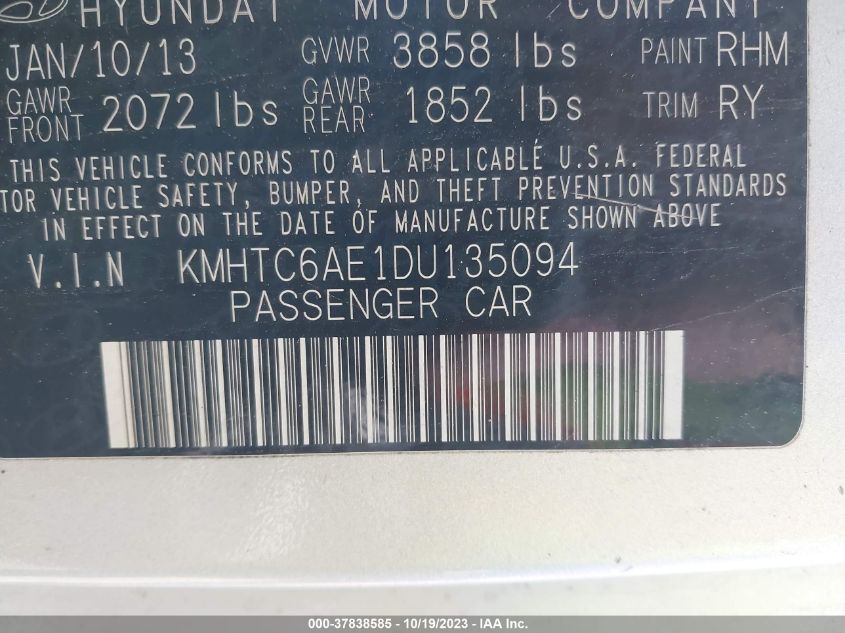 HYUNDAI MOTOR COMPANY
JAN/10/13 GVWR 3858 lbs PAINT RHM
GAWR FRONT 2072 lbs GAWR REAR 1852 lbs TRIM RY
THIS VEHICLE CONFORMS TO ALL APPLICABLE U.S.A. FEDERAL
TOR VEHICLE SAFETY, BUMPER, AND THEFT PREVENTION STANDARDS
IN EFFECT ON THE DATE OF MANUFACTURE SHOWN ABOVE
V.I.N KMHTC6AE1DU135094
PASSENGER CAR
000-37838585 - 10/19/2023 - IAA Inc.